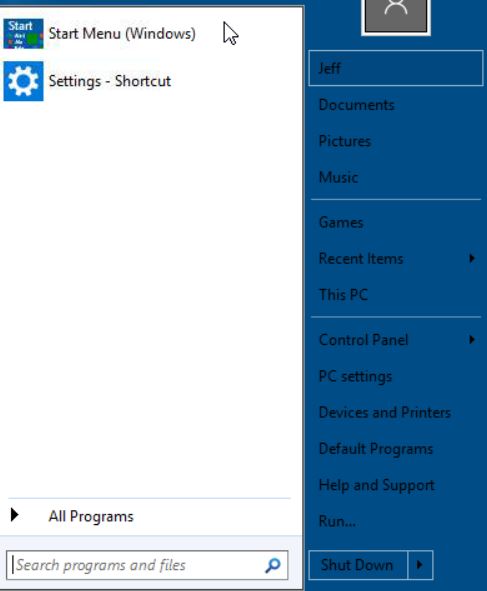 Start
Start Menu (Windows)
Settings - Shortcut
All Programs
Search programs and files
Jeff
Documents
Pictures
Music
Games
Recent Items
This PC
Control Panel
PC settings
Devices and Printers
Default Programs
Help and Support
Run...
Shut Down